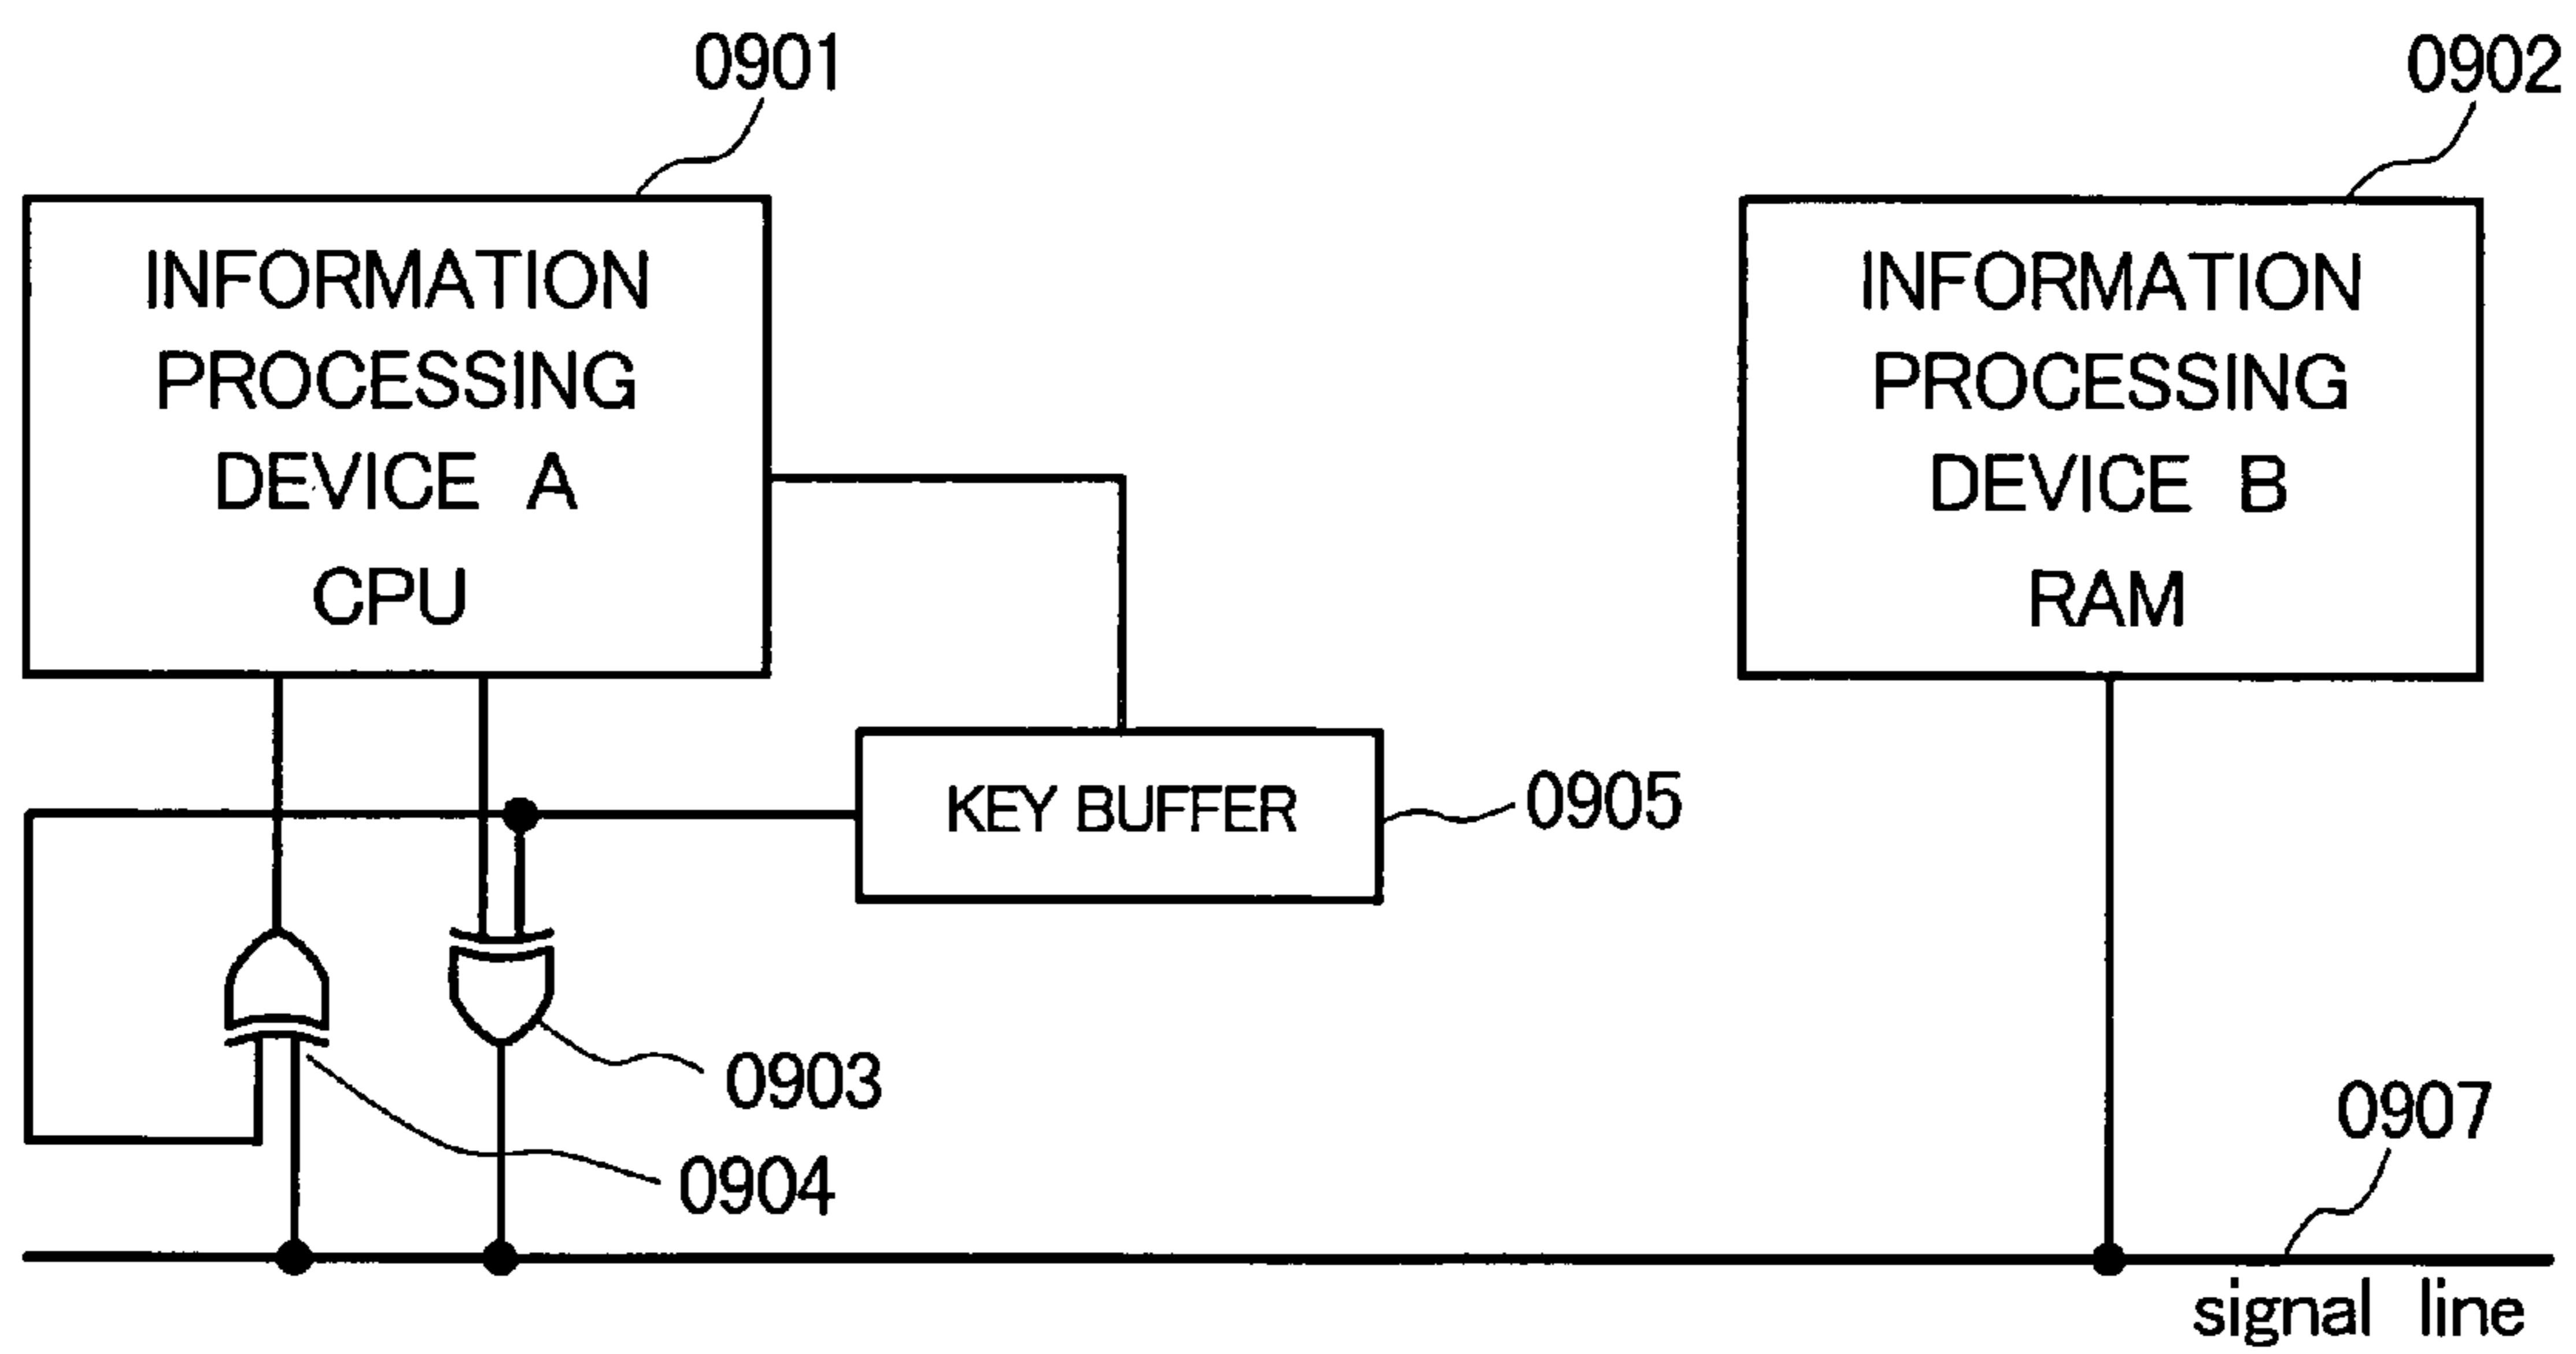 0901
0902
INFORMATION
PROCESSING
DEVICE A
CPU
INFORMATION
PROCESSING
DEVICE B
RAM
KEY BUFFER
0905
0903
0904
0907
signal line